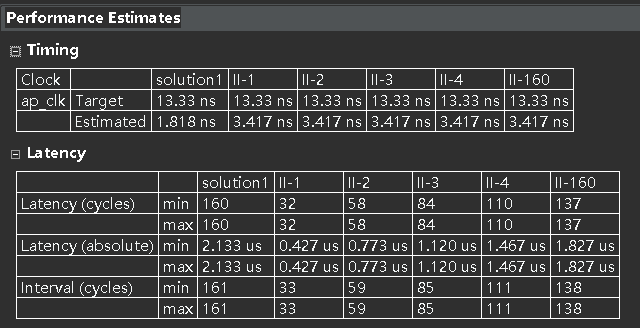 Performance Estimates
Timing
Clock solution1 II-1 II-2 II-3 II-4 II-160
ap_clk Target 13.33 ns 13.33 ns 13.33 ns 13.33 ns 13.33 ns 13.33 ns
Estimated 1.818 ns 3.417 ns 3.417 ns 3.417 ns 3.417 ns 3.417 ns
Latency
solution1 II-1 II-2 II-3 II-4 II-160
Latency (cycles) min 160 32 58 84 110 137
max 160 32 58 84 110 137
Latency (absolute) min 2.133 us 0.427 us 0.773 us 1.120 us 1.467 us 1.827 us
max 2.133 us 0.427 us 0.773 us 1.120 us 1.467 us 1.827 us
Interval (cycles) min 161 33 59 85 111 138
max 161 33 59 85 111 138